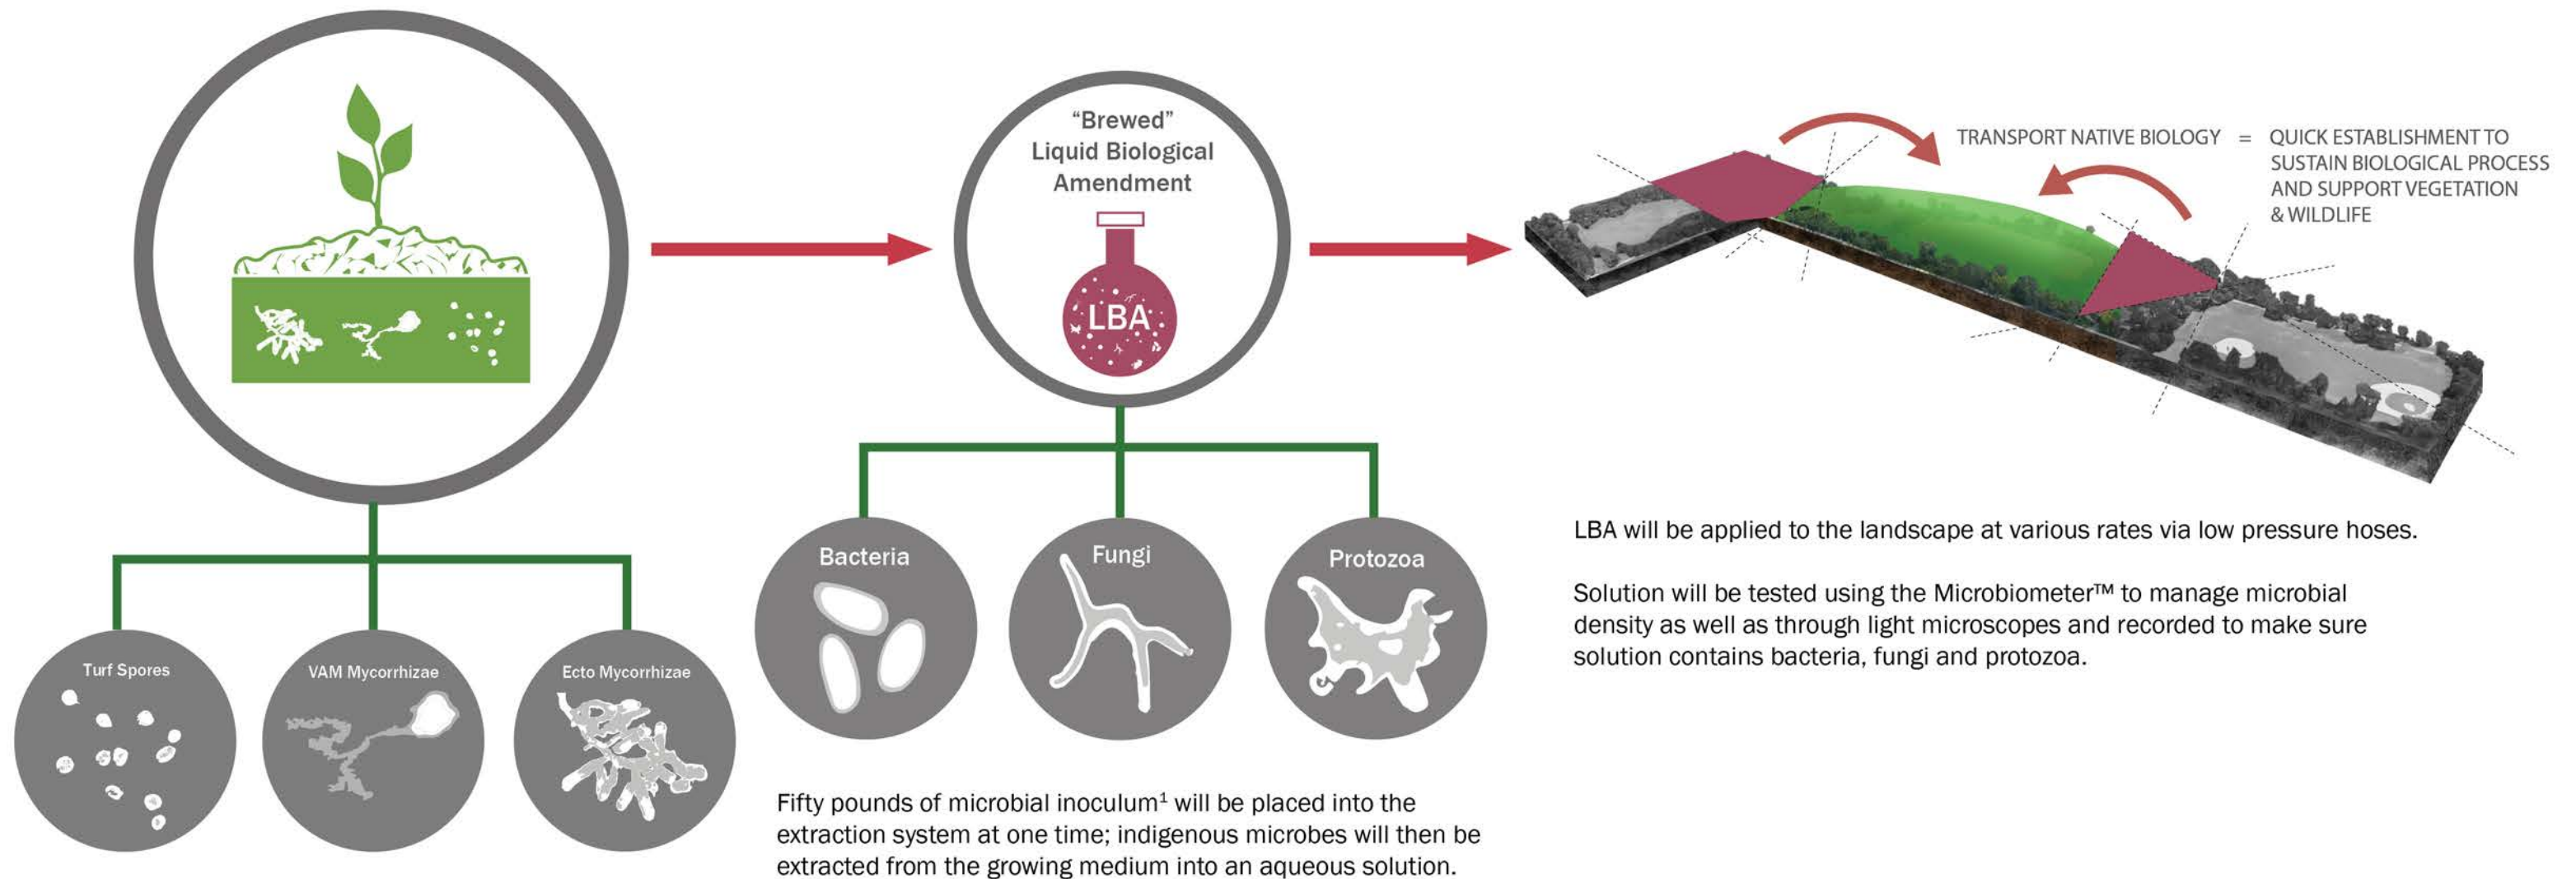 Turf Spores
VAM Mycorrhizae
Ecto Mycorrhizae
“Brewed”
Liquid Biological
Amendment
LBA
Bacteria
Fungi
Protozoa
Fifty pounds of microbial inoculum¹ will be placed into the
extraction system at one time; indigenous microbes will then be
extracted from the growing medium into an aqueous solution.
TRANSPORT NATIVE BIOLOGY = QUICK ESTABLISHMENT TO
SUSTAIN BIOLOGICAL PROCESS
AND SUPPORT VEGETATION
& WILDLIFE
LBA will be applied to the landscape at various rates via low pressure hoses.
Solution will be tested using the Microbiometer™ to manage microbial
density as well as through light microscopes and recorded to make sure
solution contains bacteria, fungi and protozoa.